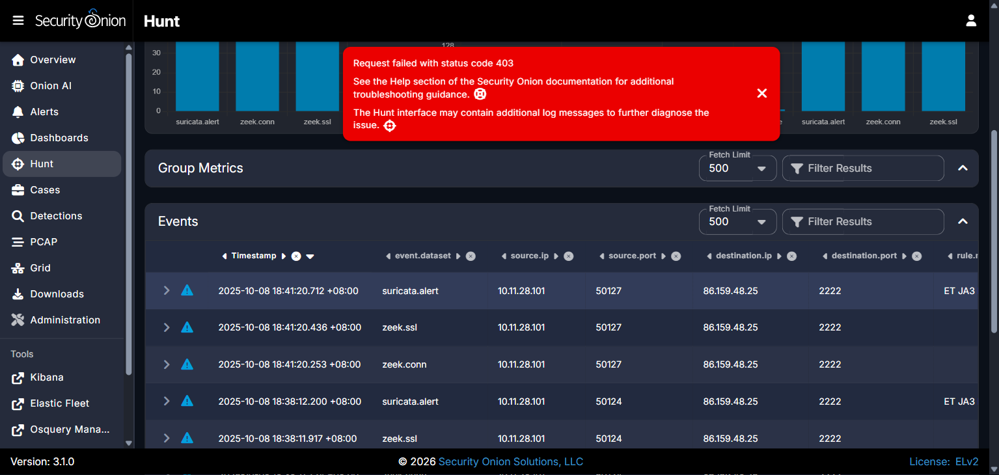 Security Onion
Hunt
Overview
Onion AI
Alerts
Dashboards
Hunt
Cases
Detections
PCAP
Grid
Downloads
Administration
Tools
Kibana
Elastic Fleet
Osquery Mana...
30
20
10
0
suricata.alert
zeek.conn
zeek.ssl
128
suricata.alert
zeek.conn
zeek.ssl
Request failed with status code 403
See the Help section of the Security Onion documentation for additional
troubleshooting guidance.
The Hunt interface may contain additional log messages to further diagnose the
issue.
Group Metrics
Fetch Limit
500
Filter Results
Events
Fetch Limit
500
Filter Results
Timestamp event.dataset source.ip source.port destination.ip destination.port
2025-10-08 18:41:20.712 +08:00 suricata.alert 10.11.28.101 50127 86.159.48.25 2222 ET JA3
2025-10-08 18:41:20.436 +08:00 zeek.ssl 10.11.28.101 50127 86.159.48.25 2222
2025-10-08 18:41:20.253 +08:00 zeek.conn 10.11.28.101 50127 86.159.48.25 2222
2025-10-08 18:38:12.200 +08:00 suricata.alert 10.11.28.101 50124 86.159.48.25 2222 ET JA3
2025-10-08 18:38:11.917 +08:00 zeek.ssl 10.11.28.101 50124 86.159.48.25 2222
Version: 3.1.0
© 2026 Security Onion Solutions, LLC
License: ELv2